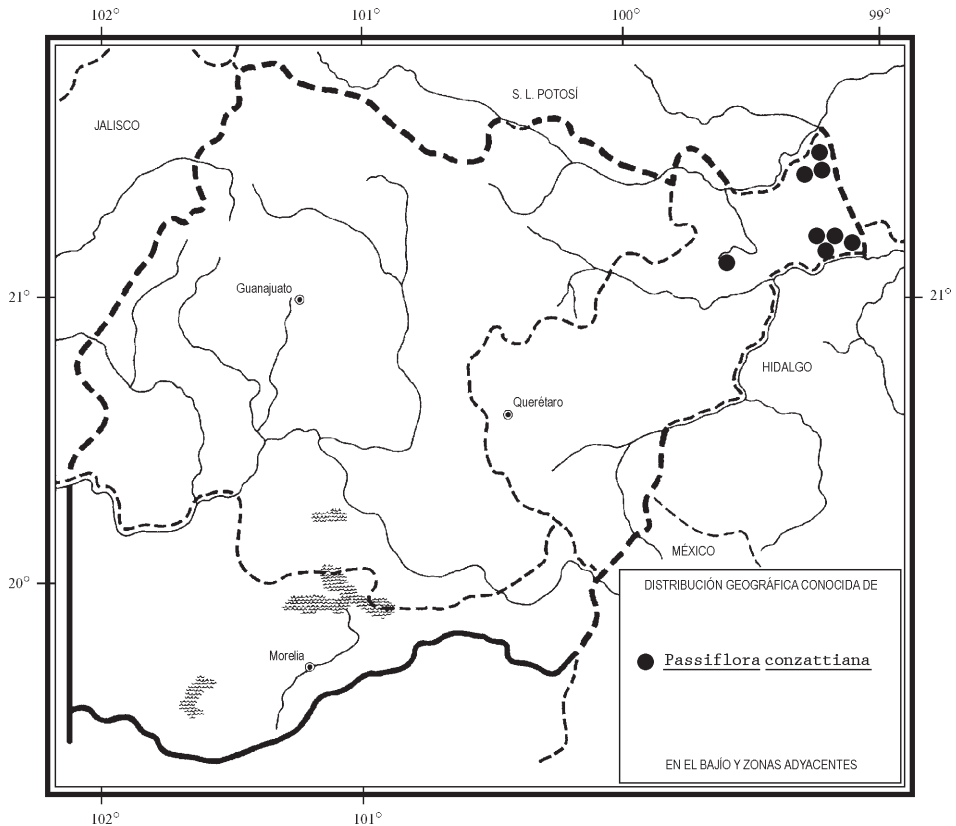 102°
101°
100°
99°
S. L. POTOSÍ
JALISCO
Guanajuato
21°
21°
HIDALGO
Querétaro
MÉXICO
20°
DISTRIBUCIÓN GEOGRÁFICA CONOCIDA DE
Morelia
Passiflora conzattiana
EN EL BAJÍO Y ZONAS ADYACENTES
102°
101°